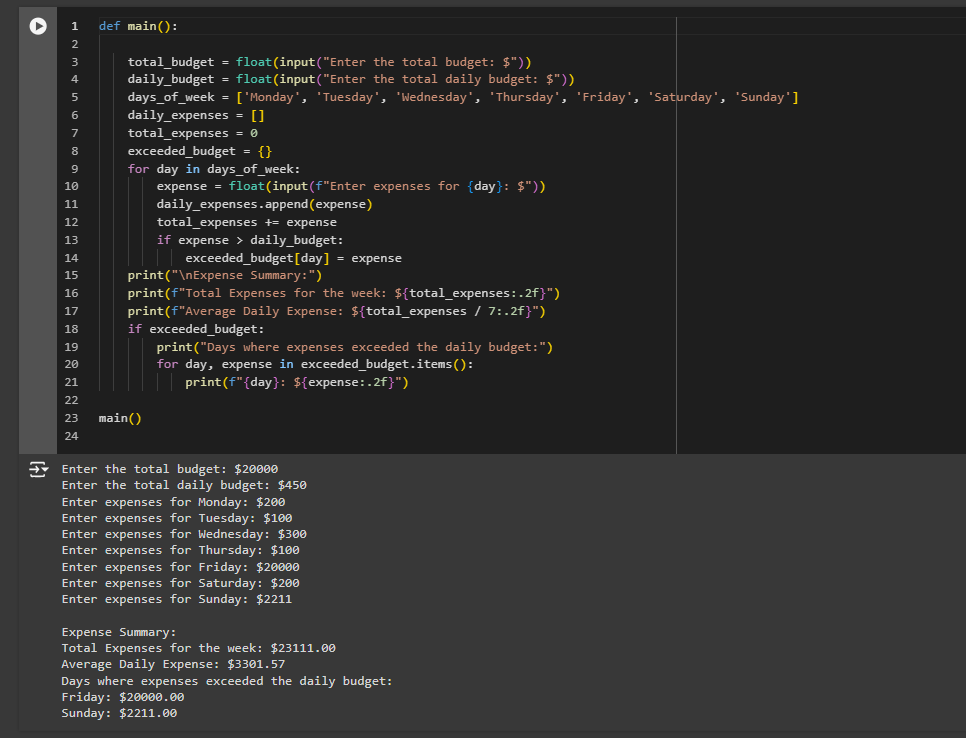 1 def main():
2
3 total_budget = float(input("Enter the total budget: $"))
4 daily_budget = float(input("Enter the total daily budget: $"))
5 days_of_week = ['Monday', 'Tuesday', 'Wednesday', 'Thursday', 'Friday', 'Saturday', 'Sunday']
6 daily_expenses = []
7 total_expenses = 0
8 exceeded_budget = {}
9 for day in days_of_week:
10 expense = float(input(f"Enter expenses for {day}: $"))
11 daily_expenses.append(expense)
12 total_expenses += expense
13 if expense > daily_budget:
14 exceeded_budget[day] = expense
15 print("\nExpense Summary:")
16 print(f"Total Expenses for the week: ${total_expenses:.2f}")
17 print(f"Average Daily Expense: ${total_expenses / 7:.2f}")
18 if exceeded_budget:
19 print("Days where expenses exceeded the daily budget:")
20 for day, expense in exceeded_budget.items():
21 print(f"{day}: ${expense:.2f}")
22
23 main()
24
Enter the total budget: $20000
Enter the total daily budget: $450
Enter expenses for Monday: $200
Enter expenses for Tuesday: $100
Enter expenses for Wednesday: $300
Enter expenses for Thursday: $100
Enter expenses for Friday: $20000
Enter expenses for Saturday: $200
Enter expenses for Sunday: $2211

Expense Summary:
Total Expenses for the week: $23111.00
Average Daily Expense: $3301.57
Days where expenses exceeded the daily budget:
Friday: $20000.00
Sunday: $2211.00